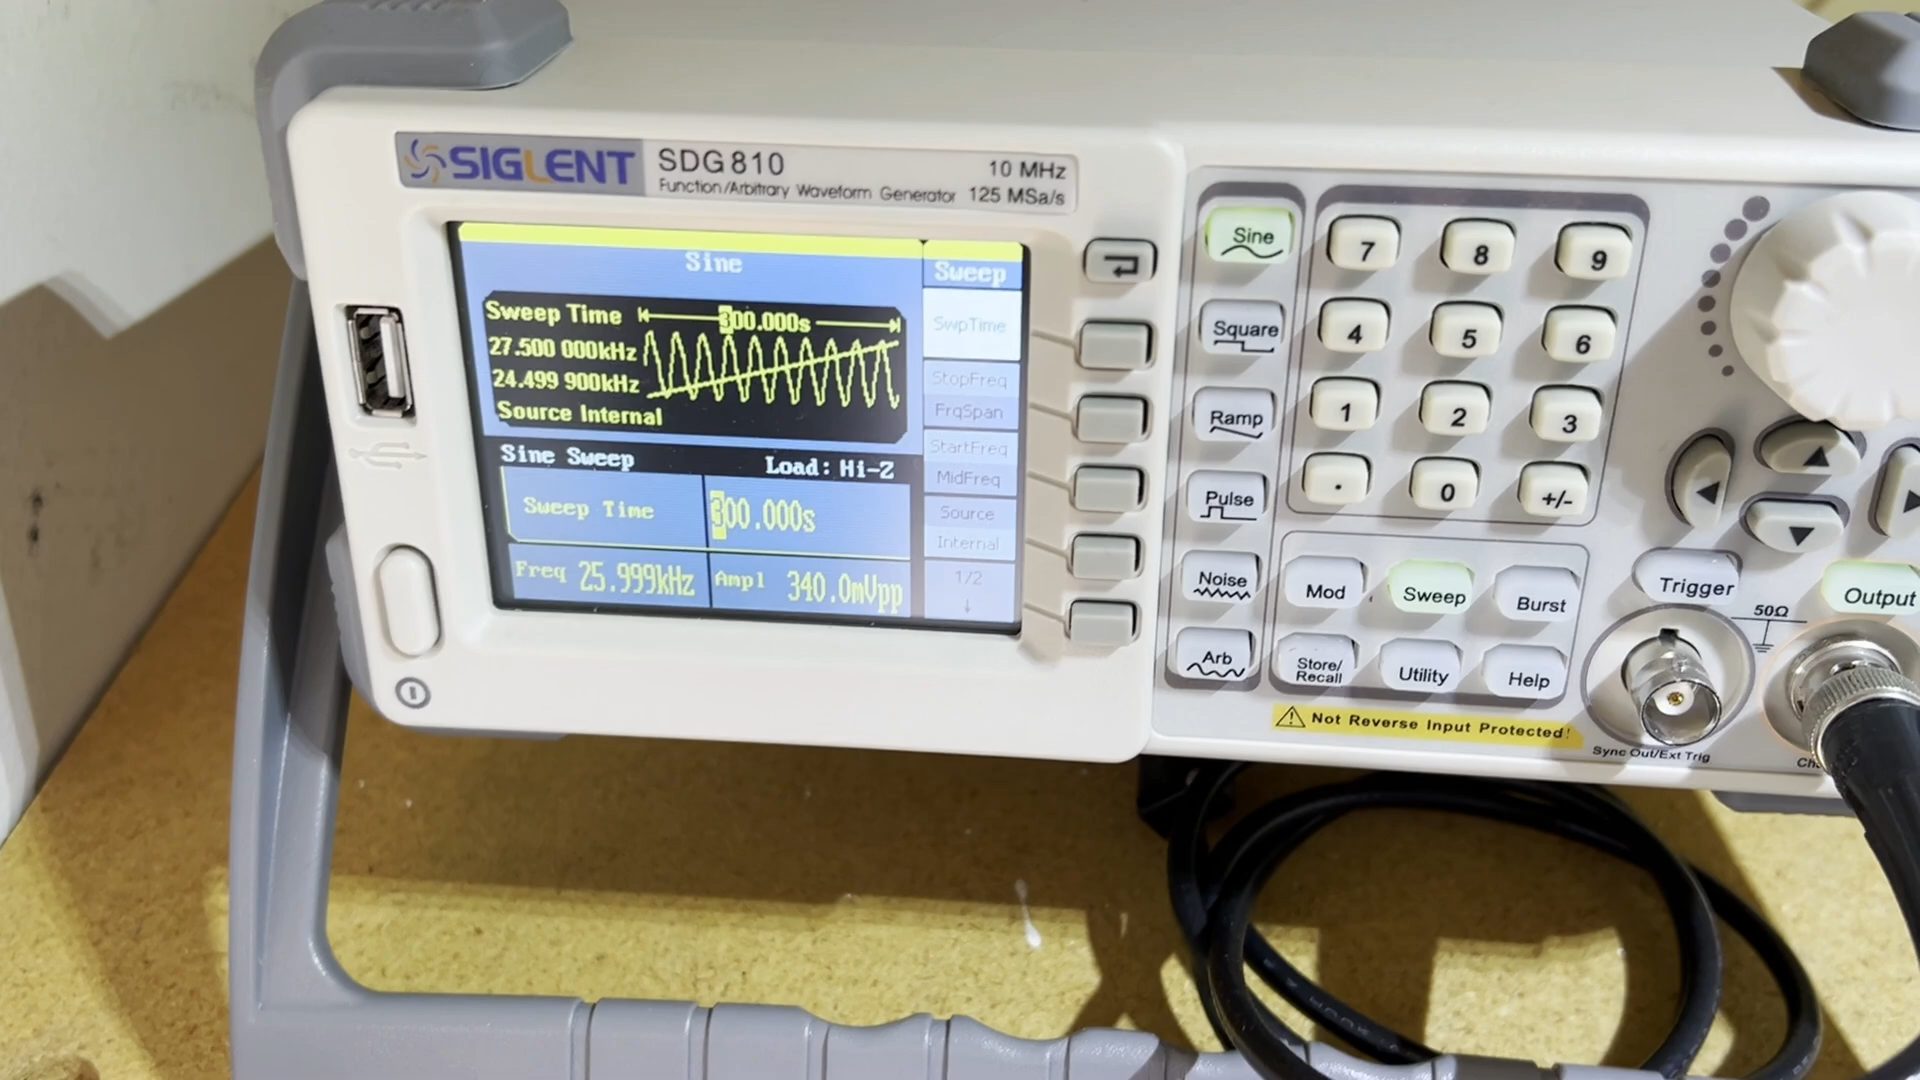 SIGLENT SDG 810 10 MHz
Function/Arbitrary Waveform Generator 125 MSa/s
Sine
Sweep
Sweep Time 300.000s
27.500 000kHz
24.499 900kHz
Source Internal
SwpTime
StopFreq
FrqSpan
StartFreq
MidFreq
Source
Internal
1/2
Sine Sweep Load: Hi-Z
Sweep Time 300.000s
Freq 25.999kHz Ampl 340.0mVpp
Sine
Square
Ramp
Pulse
Noise
Arb
7 8 9
4 5 6
1 2 3
. 0 +/-
Mod Sweep Burst
Store/
Recall
Utility Help
Trigger
50Ω
Output
Not Reverse Input Protected!
Sync Out/Ext Trig